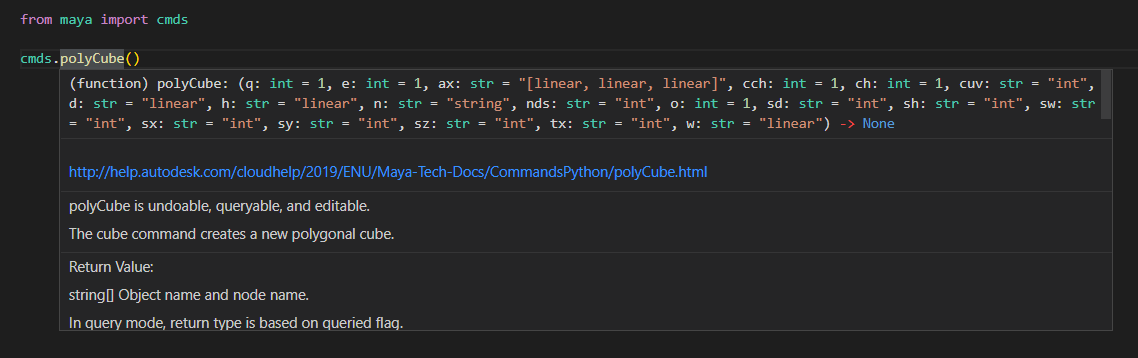 from maya import cmds
cmds.polyCube()
(function) polyCube: (q: int = 1, e: int = 1, ax: str = "[linear, linear, linear]", cch: int = 1, ch: int = 1, cuv: str = "int",
d: str = "linear", h: str = "linear", n: str = "string", nds: str = "int", o: int = 1, sd: str = "int", sh: str = "int", sw: str
= "int", sx: str = "int", sy: str = "int", sz: str = "int", tx: str = "int", w: str = "linear") -> None
http://help.autodesk.com/cloudhelp/2019/ENU/Maya-Tech-Docs/CommandsPython/polyCube.html
polyCube is undoable, queryable, and editable.
The cube command creates a new polygonal cube.
Return Value:
string[] Object name and node name.
In query mode, return type is based on queried flag.